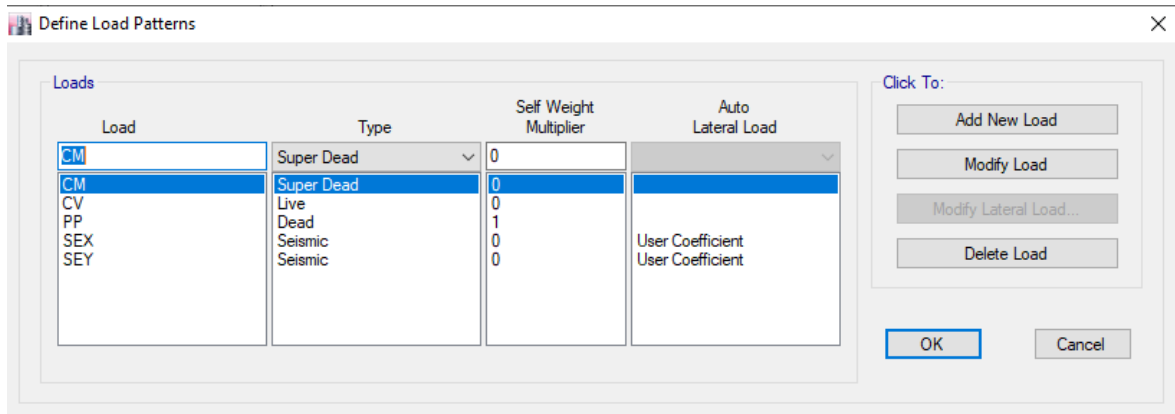 Define Load Patterns
Loads
Click To:
Load Type Self Weight Multiplier Auto Lateral Load
CM Super Dead 0
CM Super Dead 0
CV Live 0
PP Dead 1
SEX Seismic 0 User Coefficient
SEY Seismic 0 User Coefficient
Add New Load
Modify Load
Modify Lateral Load...
Delete Load
OK Cancel